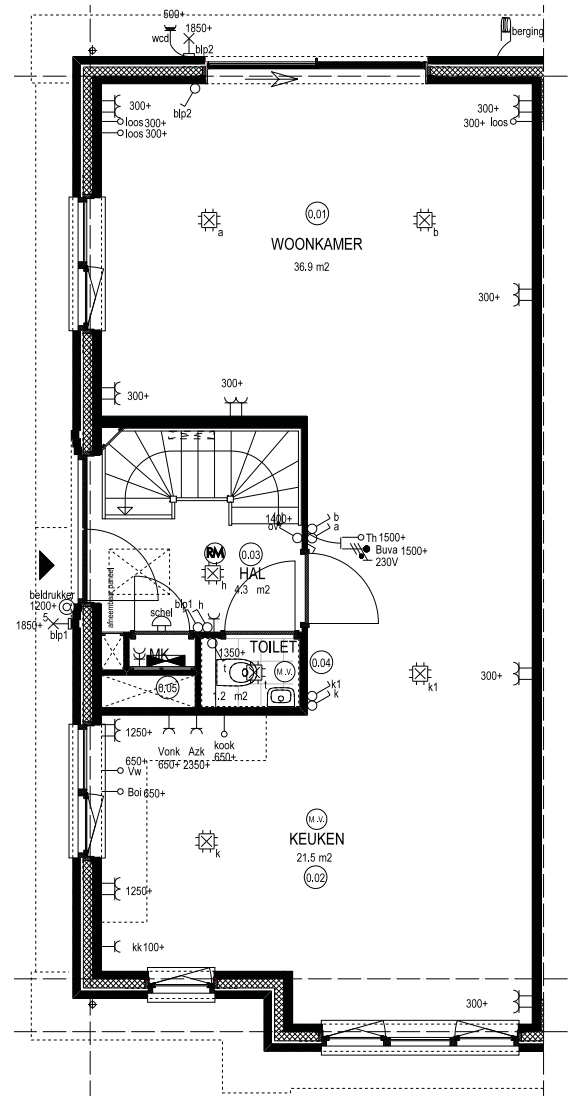 500+
wcd
1850+
blp2
berging
300+
loos 300+
loos 300+
blp2
300+
300+ loos
a
0.01
b
WOONKAMER
36.9 m2
300+
300+
300+
1400+
b
a
Th 1500+
Buva 1500+
230V
RM
0.03
HAL
4.3 m2
h
afneembaar paneel
beldrukker
1200+
5
1850+
blp1
schel
blp1 h
MK
TOILET
1350+
t
M.V.
1.2 m2
0.04
0.05
k1
k
k1
300+
1250+
Vonk
650+
Azk
2350+
kook
650+
650+
Vw
Boi 650+
M.V.
KEUKEN
21.5 m2
0.02
k
1250+
kk100+
300+